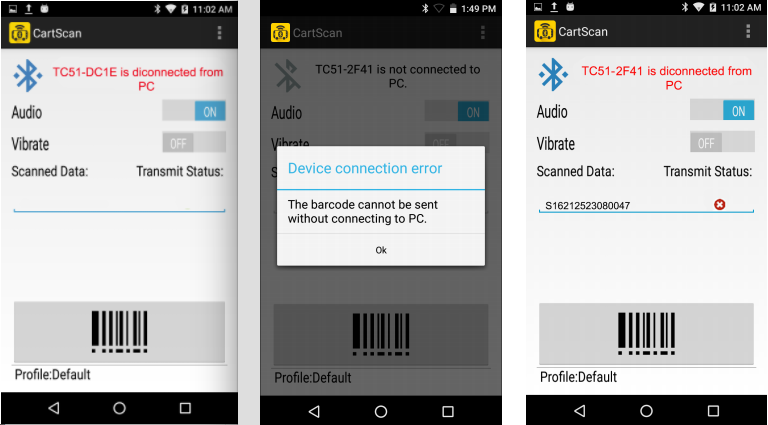 11:02 AM
CartScan
TC51-DC1E is diconnected from
PC
Audio
ON
Vibrate
OFF
Scanned Data: Transmit Status:
Profile:Default
1:49 PM
CartScan
TC51-2F41 is not connected to
PC.
Audio
ON
Vibrate
OFF
S
Device connection error
The barcode cannot be sent
without connecting to PC.
Ok
Profile:Default
11:02 AM
CartScan
TC51-2F41 is diconnected from
PC
Audio
ON
Vibrate
OFF
Scanned Data: Transmit Status:
S16212523080047
Profile:Default